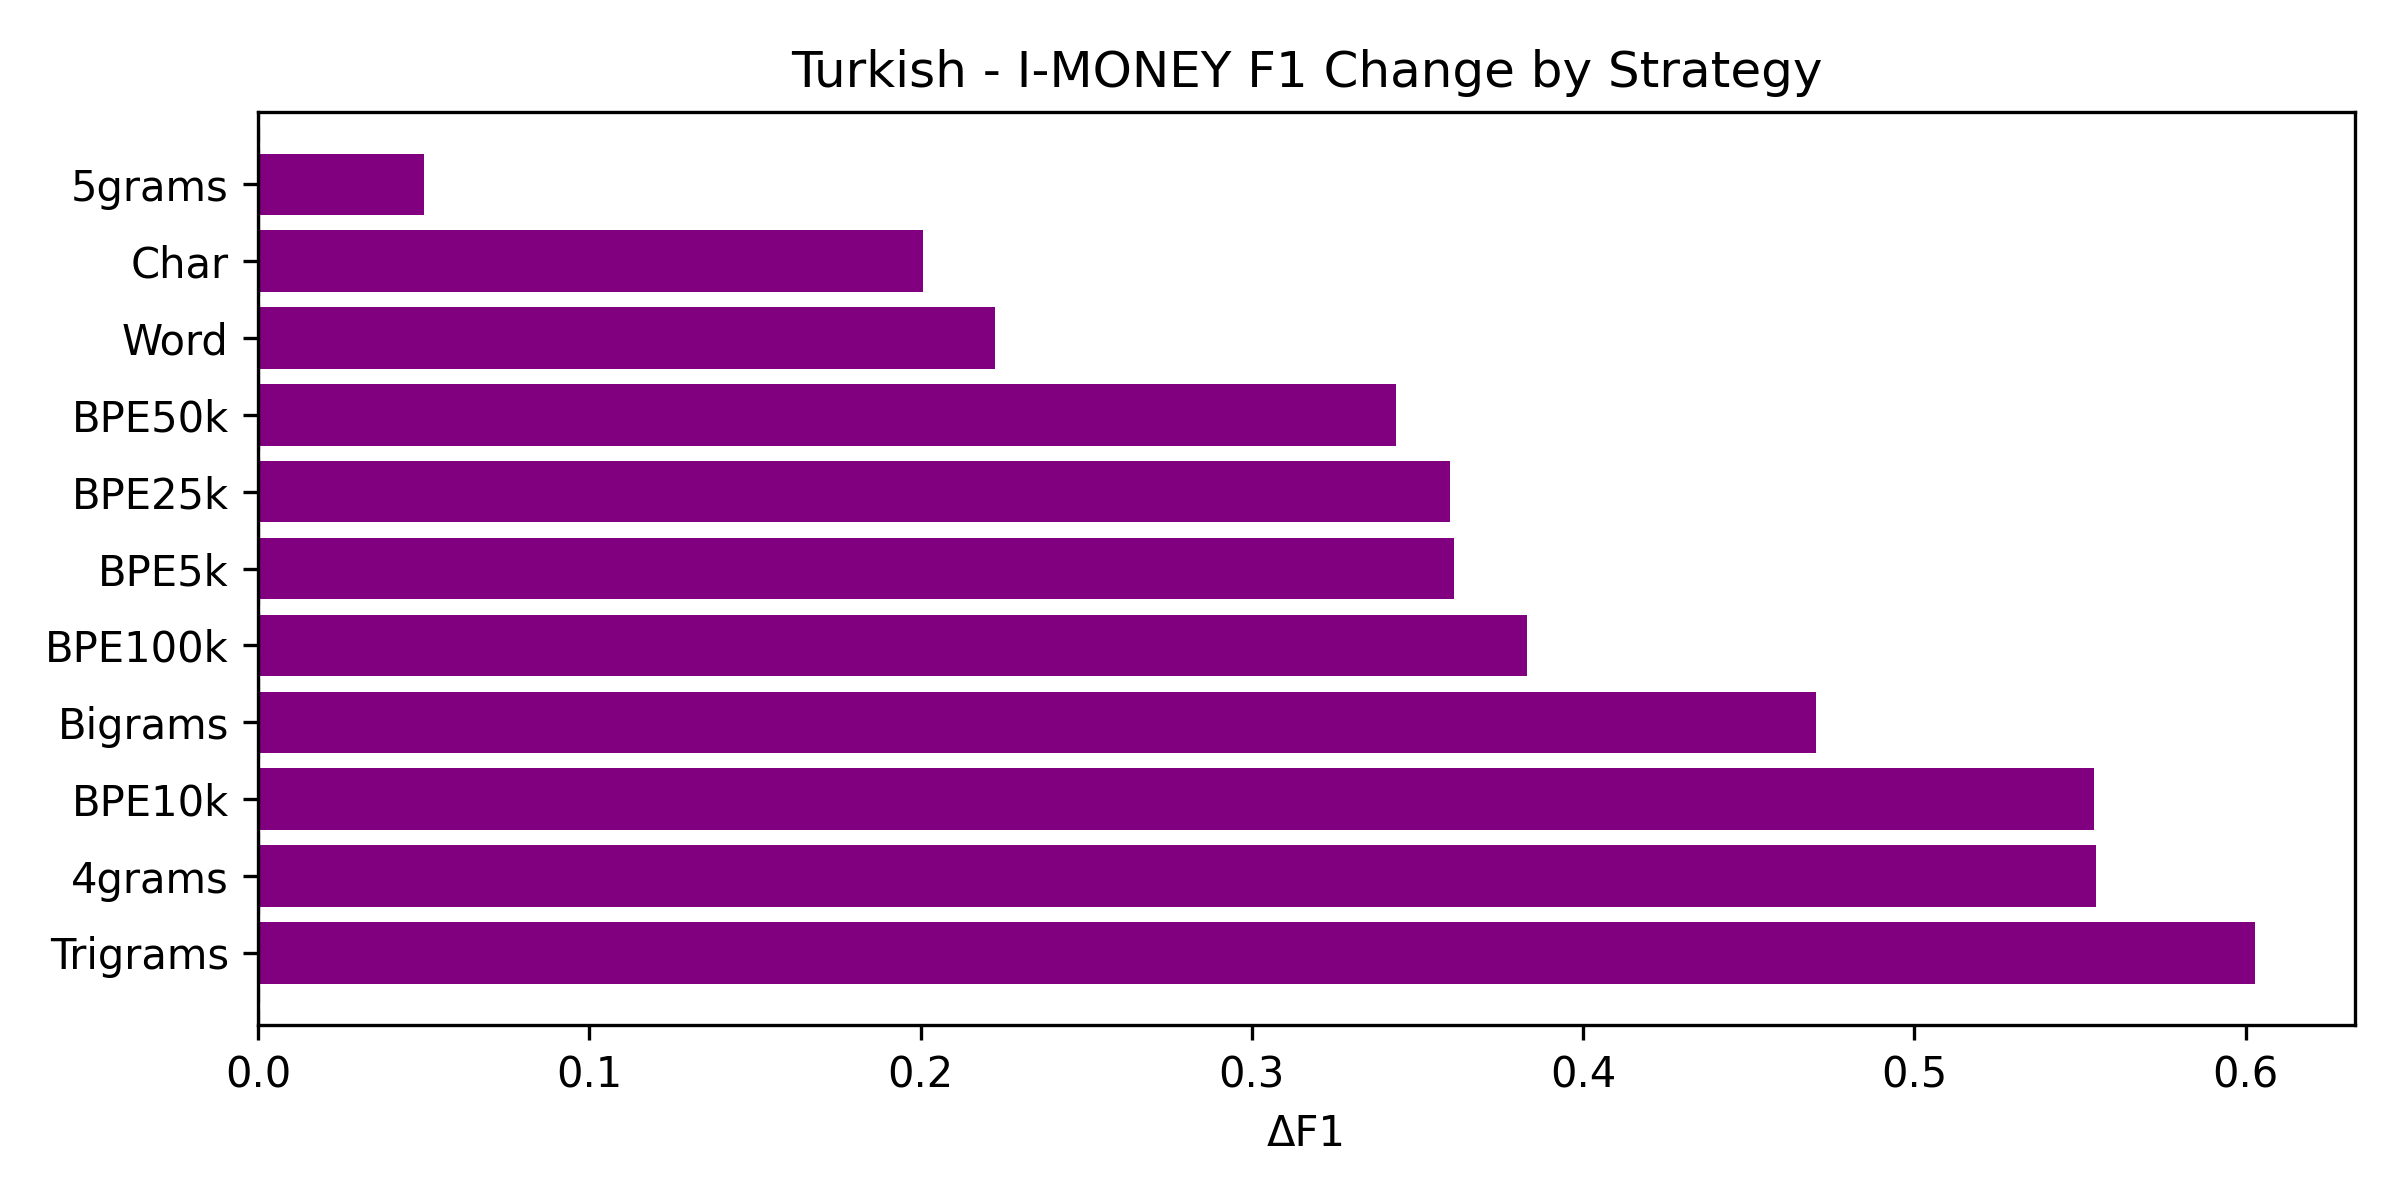 Turkish - I-MONEY F1 Change by Strategy
5grams
Char
Word
BPE50k
BPE25k
BPE5k
BPE100k
Bigrams
BPE10k
4grams
Trigrams
0.0 0.1 0.2 0.3 0.4 0.5 0.6
ΔF1